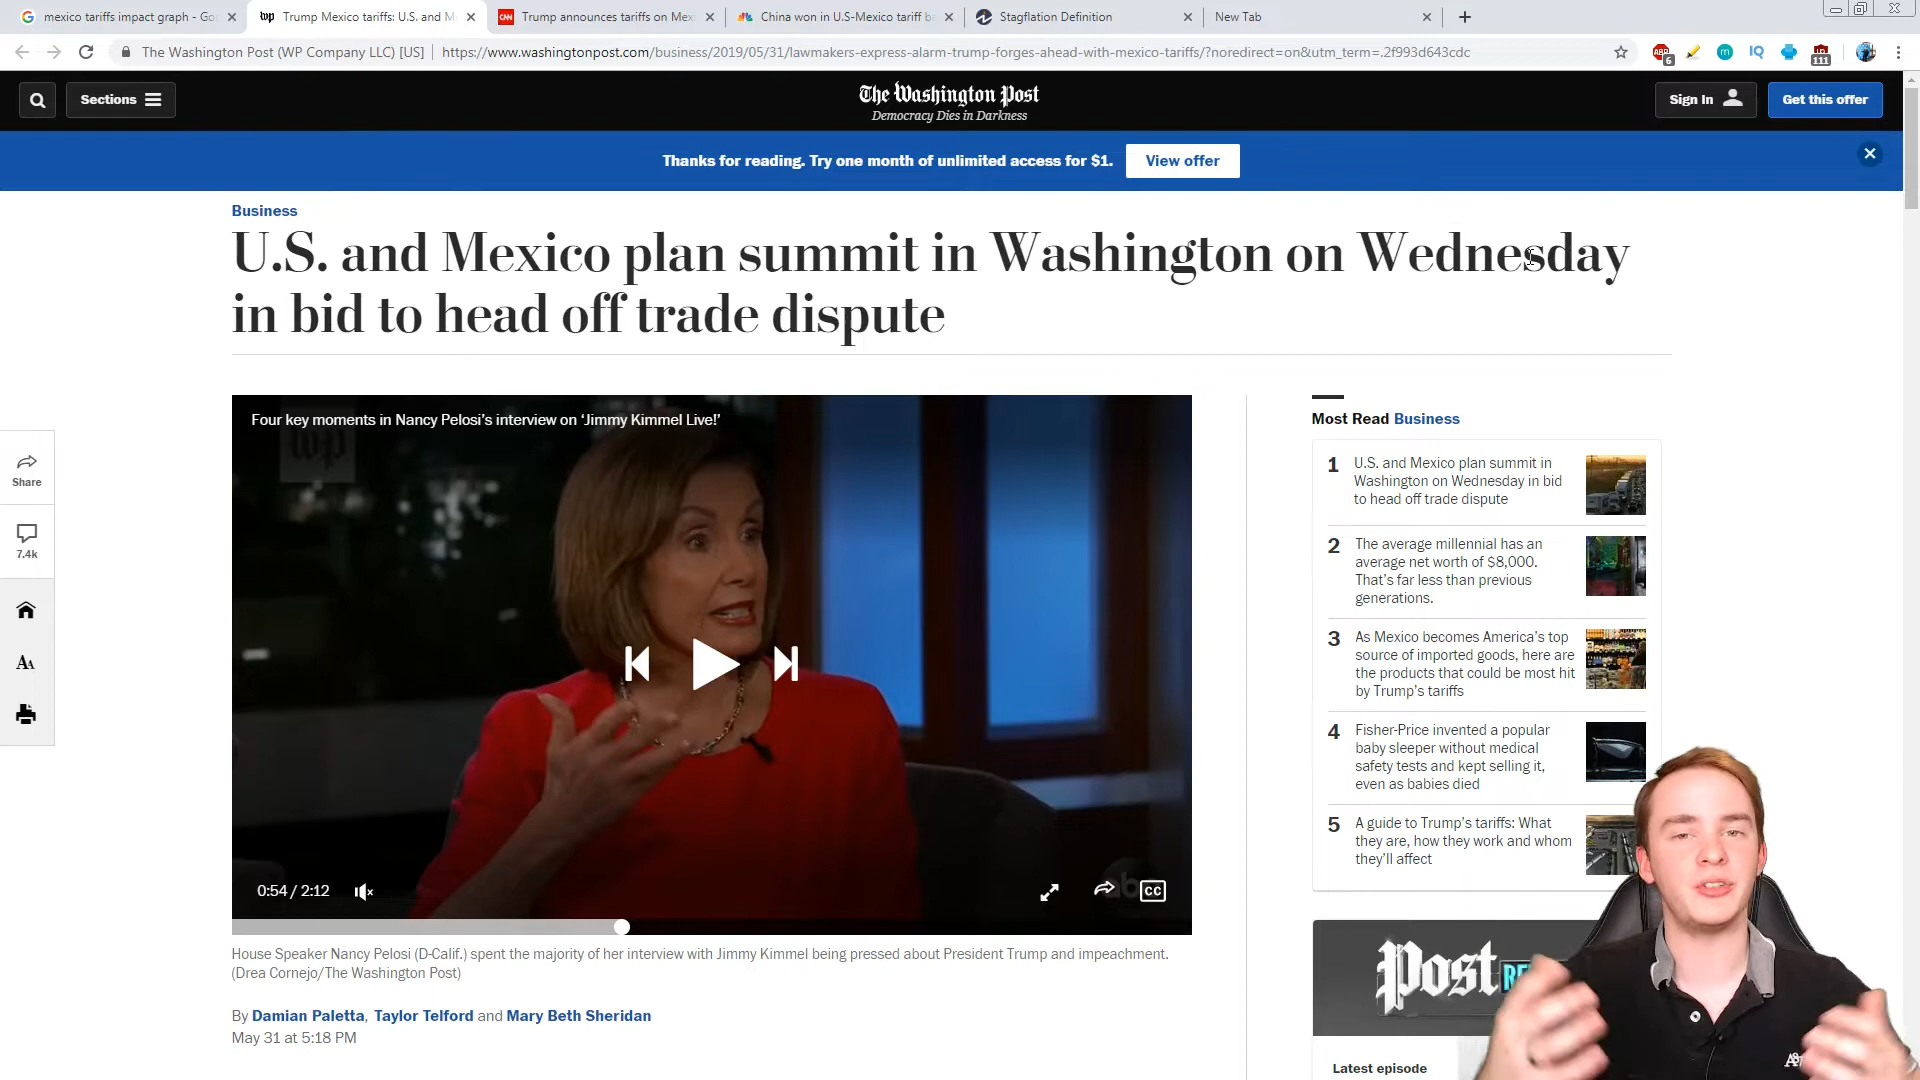 mexico tariffs impact graph - Go
Trump Mexico tariffs: U.S. and M
Trump announces tariffs on Mex
China won in U.S-Mexico tariff b
Stagflation Definition
New Tab
The Washington Post (WP Company LLC) [US]
https://www.washingtonpost.com/business/2019/05/31/lawmakers-express-alarm-trump-forges-ahead-with-mexico-tariffs/?noredirect=on&utm_term=.2f993d643cdc
ABP
6
m
IQ
111
Sections
The Washington Post
Democracy Dies in Darkness
Sign In
Get this offer
Thanks for reading. Try one month of unlimited access for $1.
View offer
Business
U.S. and Mexico plan summit in Washington on Wednesday
in bid to head off trade dispute
Four key moments in Nancy Pelosi's interview on 'Jimmy Kimmel Live!'
wp
0:54 / 2:12
abc
CC
Share
7.4k
AA
House Speaker Nancy Pelosi (D-Calif.) spent the majority of her interview with Jimmy Kimmel being pressed about President Trump and impeachment.
(Drea Cornejo/The Washington Post)
By Damian Paletta, Taylor Telford and Mary Beth Sheridan
May 31 at 5:18 PM
Most Read Business
1
U.S. and Mexico plan summit in
Washington on Wednesday in bid
to head off trade dispute
2
The average millennial has an
average net worth of $8,000.
That's far less than previous
generations.
3
As Mexico becomes America's top
source of imported goods, here are
the products that could be most hit
by Trump's tariffs
4
Fisher-Price invented a popular
baby sleeper without medical
safety tests and kept selling it,
even as babies died
5
A guide to Trump's tariffs: What
they are, how they work and whom
they'll affect
Post
RE
Latest episode